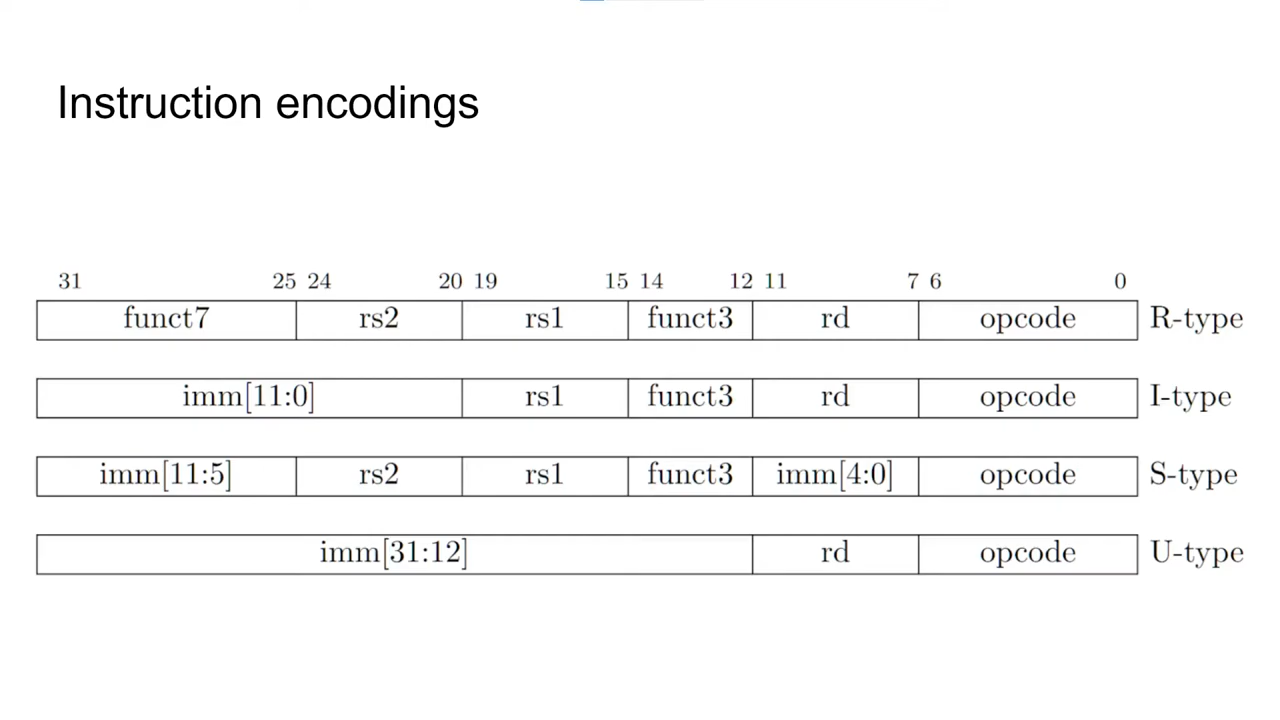 Instruction encodings
31 25 24 20 19 15 14 12 11 7 6 0
funct7 rs2 rs1 funct3 rd opcode R-type
imm[11:0] rs1 funct3 rd opcode I-type
imm[11:5] rs2 rs1 funct3 imm[4:0] opcode S-type
imm[31:12] rd opcode U-type